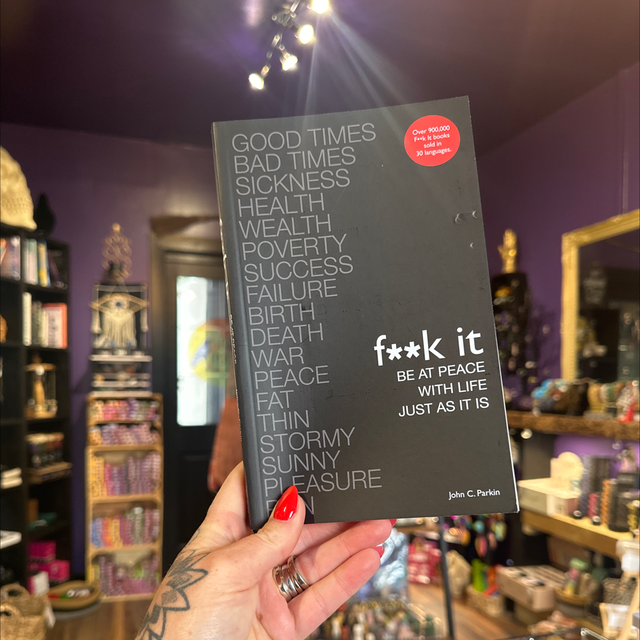 GOOD TIMES
BAD TIMES
SICKNESS
HEALTH
WEALTH
POVERTY
SUCCESS
FAILURE
BIRTH
DEATH
WAR
PEACE
FAT
THIN
STORMY
SUNNY
PLEASURE
Over 900,000
F**k It books
sold in
30 languages.
f**k it
BE AT PEACE
WITH LIFE
JUST AS IT IS
John C. Parkin